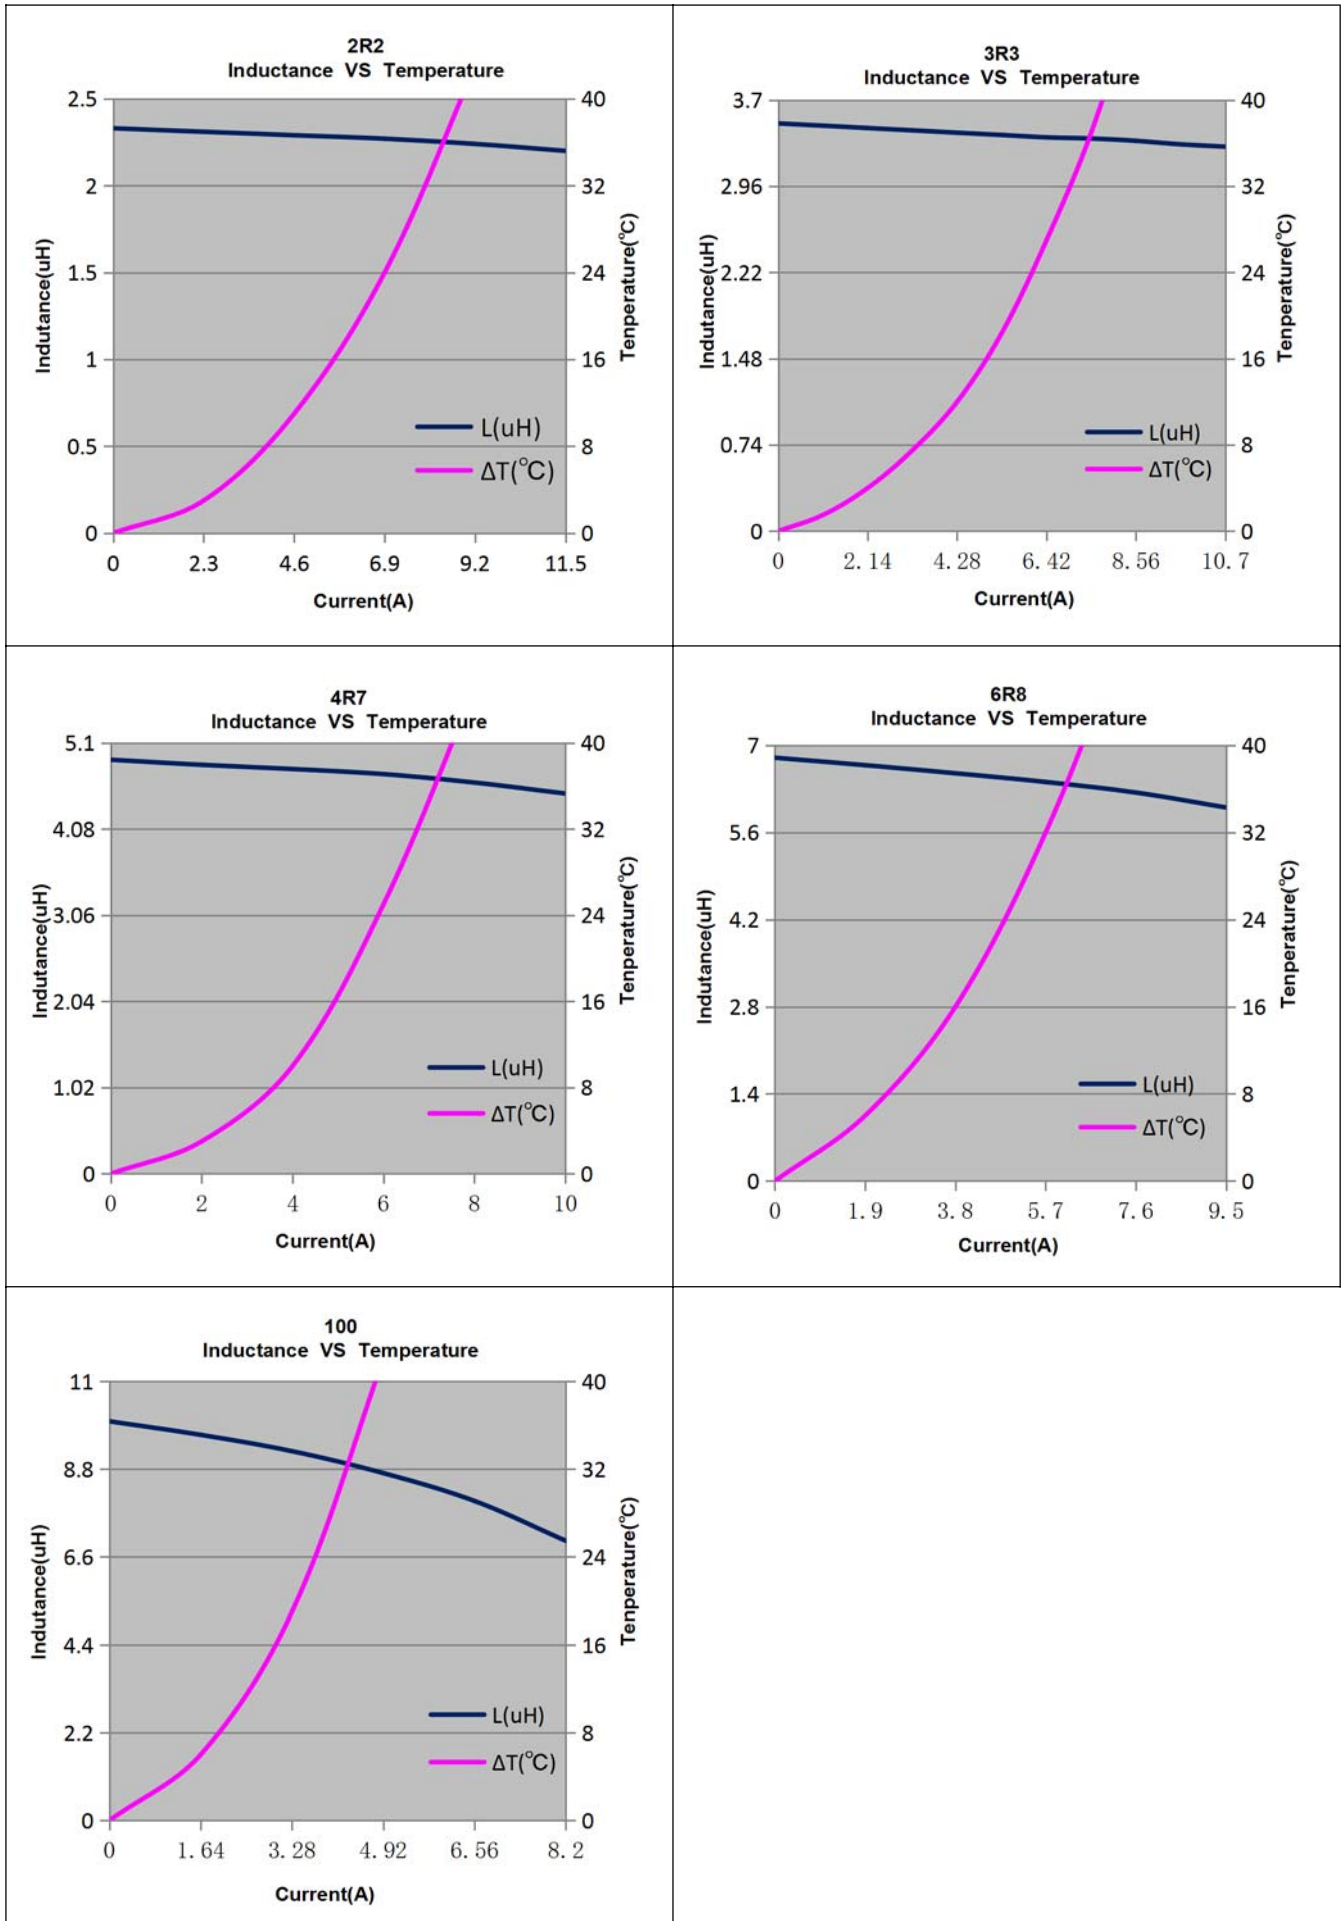 2R2
Inductance VS Temperature
2.5
2
1.5
1
0.5
0
40
32
24
16
8
0
Indutance(uH)
Tenperature(℃)
L(uH)
ΔT(℃)
0 2.3 4.6 6.9 9.2 11.5
Current(A)
3R3
Inductance VS Temperature
3.7
2.96
2.22
1.48
0.74
0
40
32
24
16
8
0
Indutance(uH)
Tenperature(℃)
L(uH)
ΔT(℃)
0 2.14 4.28 6.42 8.56 10.7
Current(A)
4R7
Inductance VS Temperature
5.1
4.08
3.06
2.04
1.02
0
40
32
24
16
8
0
Indutance(uH)
Tenperature(℃)
L(uH)
ΔT(℃)
0 2 4 6 8 10
Current(A)
6R8
Inductance VS Temperature
7
5.6
4.2
2.8
1.4
0
40
32
24
16
8
0
Indutance(uH)
Tenperature(℃)
L(uH)
ΔT(℃)
0 1.9 3.8 5.7 7.6 9.5
Current(A)
100
Inductance VS Temperature
11
8.8
6.6
4.4
2.2
0
40
32
24
16
8
0
Indutance(uH)
Tenperature(℃)
L(uH)
ΔT(℃)
0 1.64 3.28 4.92 6.56 8.2
Current(A)